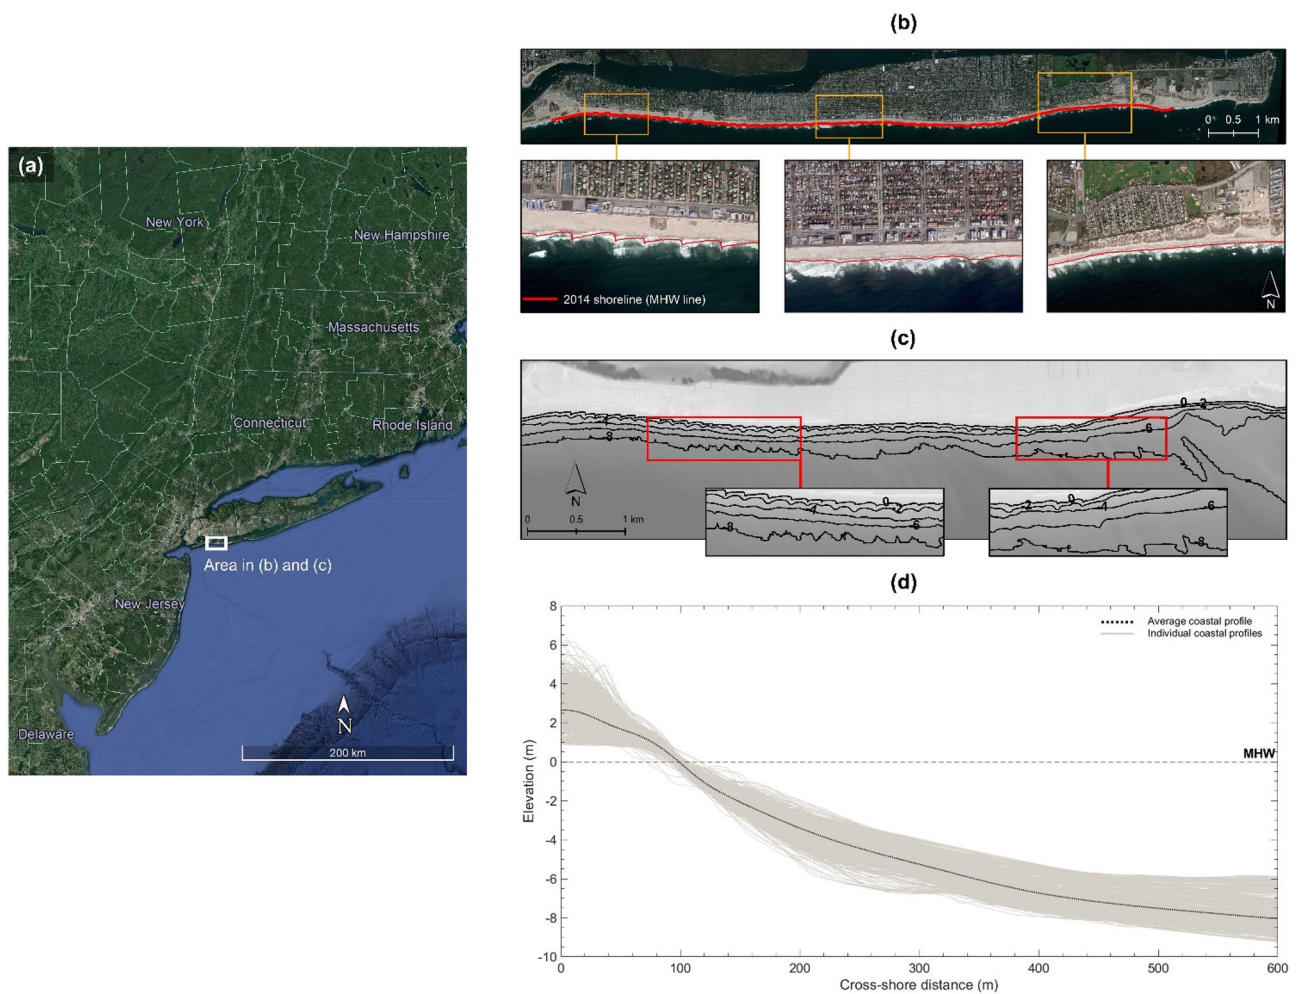 (a)
New York
New Hampshire
Massachusetts
Connecticut
Rhode Island
Area in (b) and (c)
New Jersey
Delaware
N
200 km
(b)
0 0.5 1 km
2014 shoreline (MHW line)
N
(c)
0 -2
-4
-6
-8
N
0 0.5 1 km
0
-2
-4
-6
-8
0
-2
-4
-6
-8
(d)
8
6
4
2
0
-2
-4
-6
-8
-10
Elevation (m)
Average coastal profile
Individual coastal profiles
MHW
0 100 200 300 400 500 600
Cross-shore distance (m)